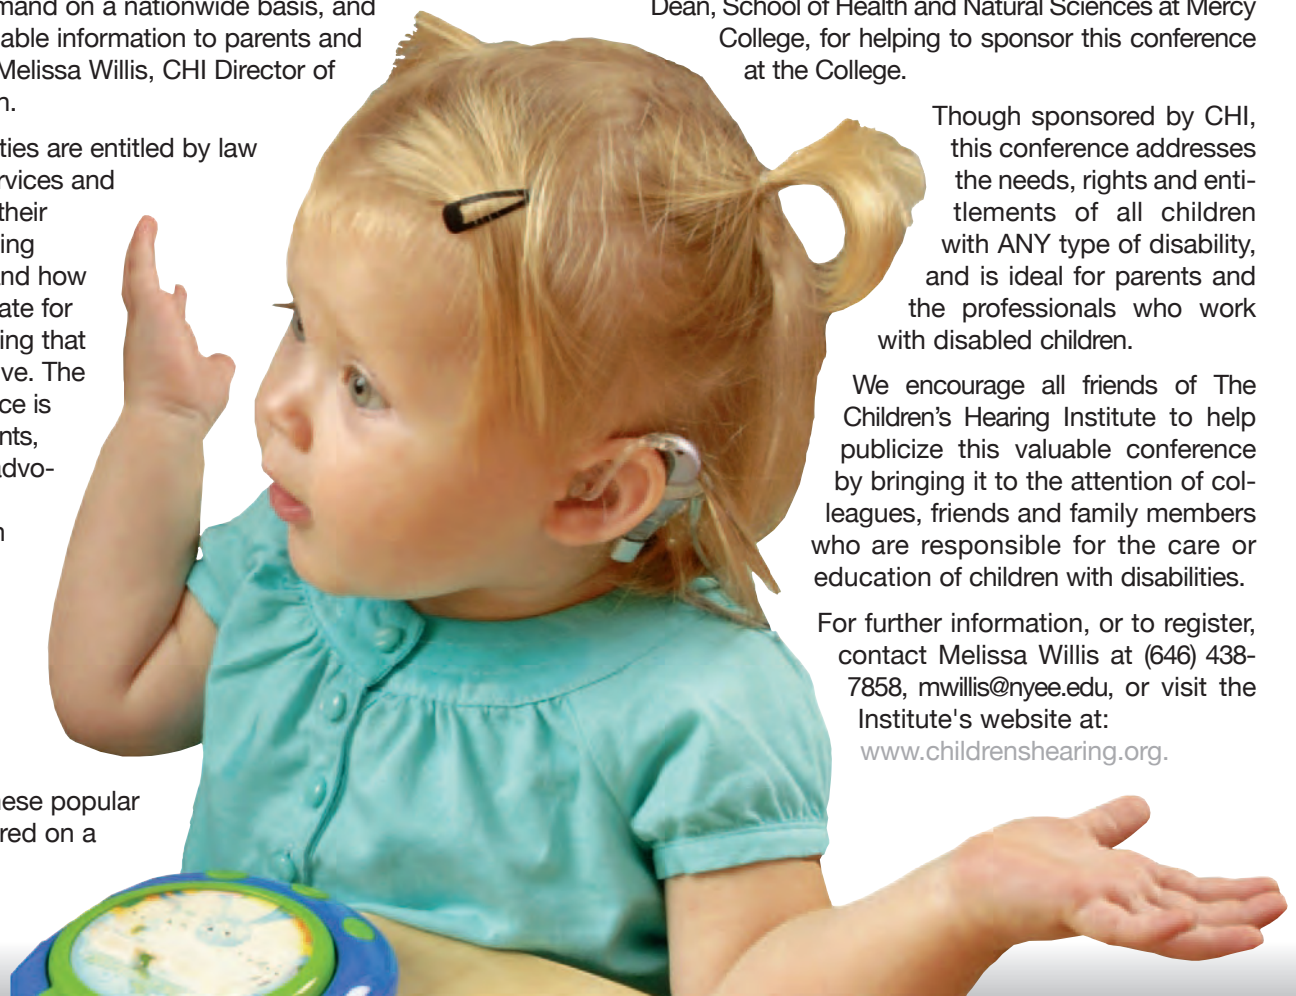 mand on a nationwide basis, and
able information to parents and
Melissa Willis, CHI Director of
n.
ties are entitled by law
rvices and
their
ing
nd how
ate for
ing that
ve. The
ce is
nts,
advo-
n
hese popular
red on a
Dean, School of Health and Natural Sciences at Mercy
College, for helping to sponsor this conference
at the College.
Though sponsored by CHI,
this conference addresses
the needs, rights and enti-
tlements of all children
with ANY type of disability,
and is ideal for parents and
the professionals who work
with disabled children.
We encourage all friends of The
Children’s Hearing Institute to help
publicize this valuable conference
by bringing it to the attention of col-
leagues, friends and family members
who are responsible for the care or
education of children with disabilities.
For further information, or to register,
contact Melissa Willis at (646) 438-
7858, mwillis@nyee.edu, or visit the
Institute's website at:
www.childrenshearing.org.